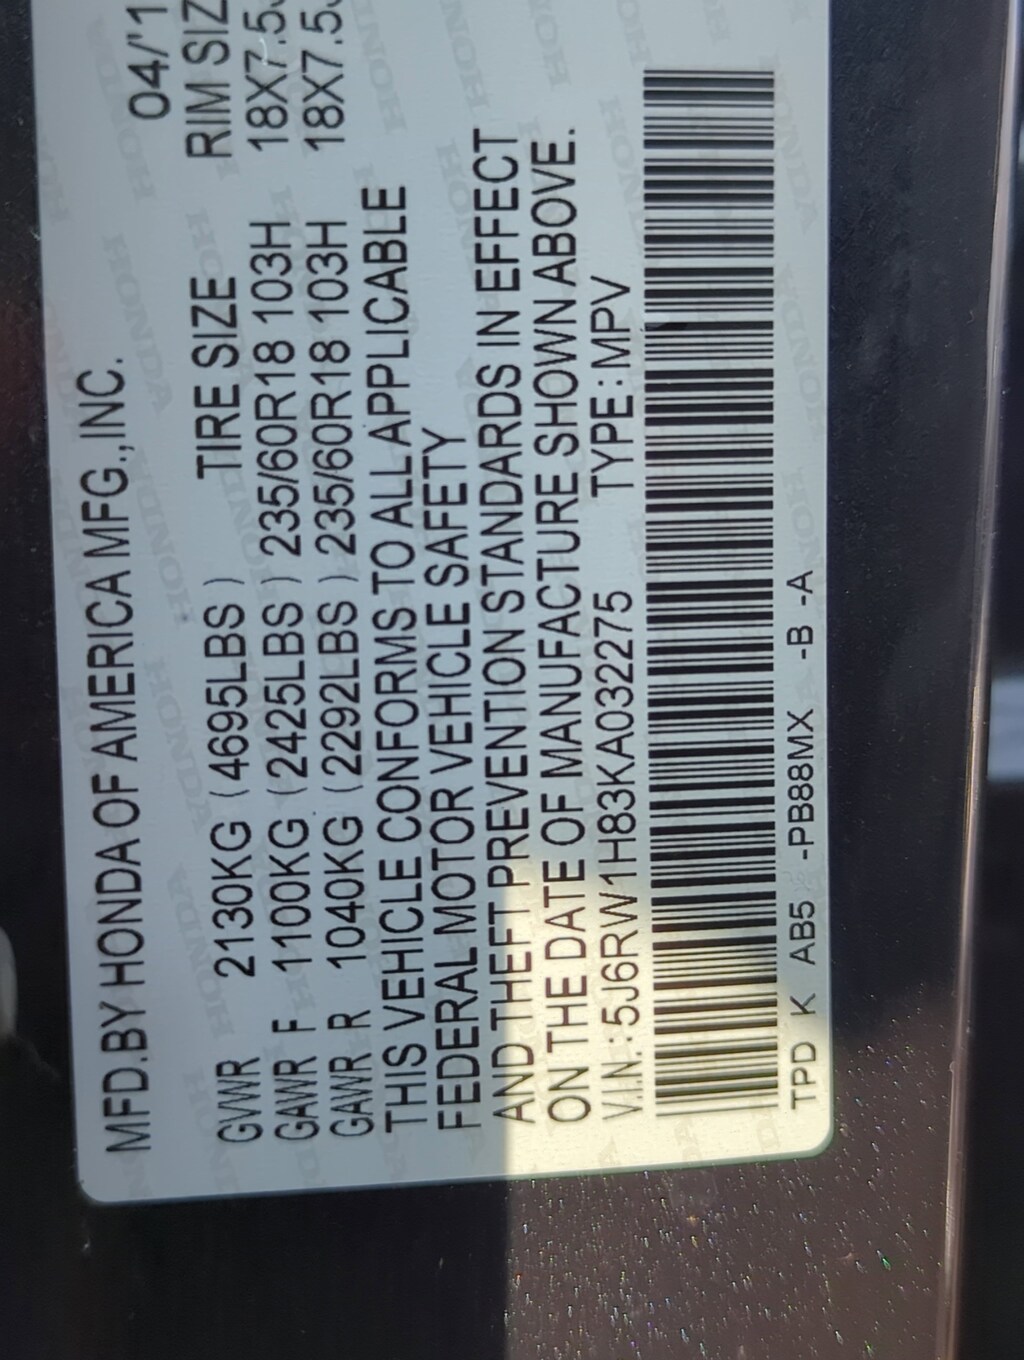 MFD.BY HONDA OF AMERICA MFG.,INC. 04/'1
GVWR 2130KG (4695LBS) TIRE SIZE RIM SIZ
GAWR F 1100KG (2425LBS) 235/60R18 103H 18X7.5J
GAWR R 1040KG (2292LBS) 235/60R18 103H 18X7.5J
THIS VEHICLE CONFORMS TO ALL APPLICABLE
FEDERAL MOTOR VEHICLE SAFETY
AND THEFT PREVENTION STANDARDS IN EFFECT
ON THE DATE OF MANUFACTURE SHOWN ABOVE.
V.I.N.:5J6RW1H83KA032275 TYPE:MPV
TPD K AB5 -PB88MX -B -A